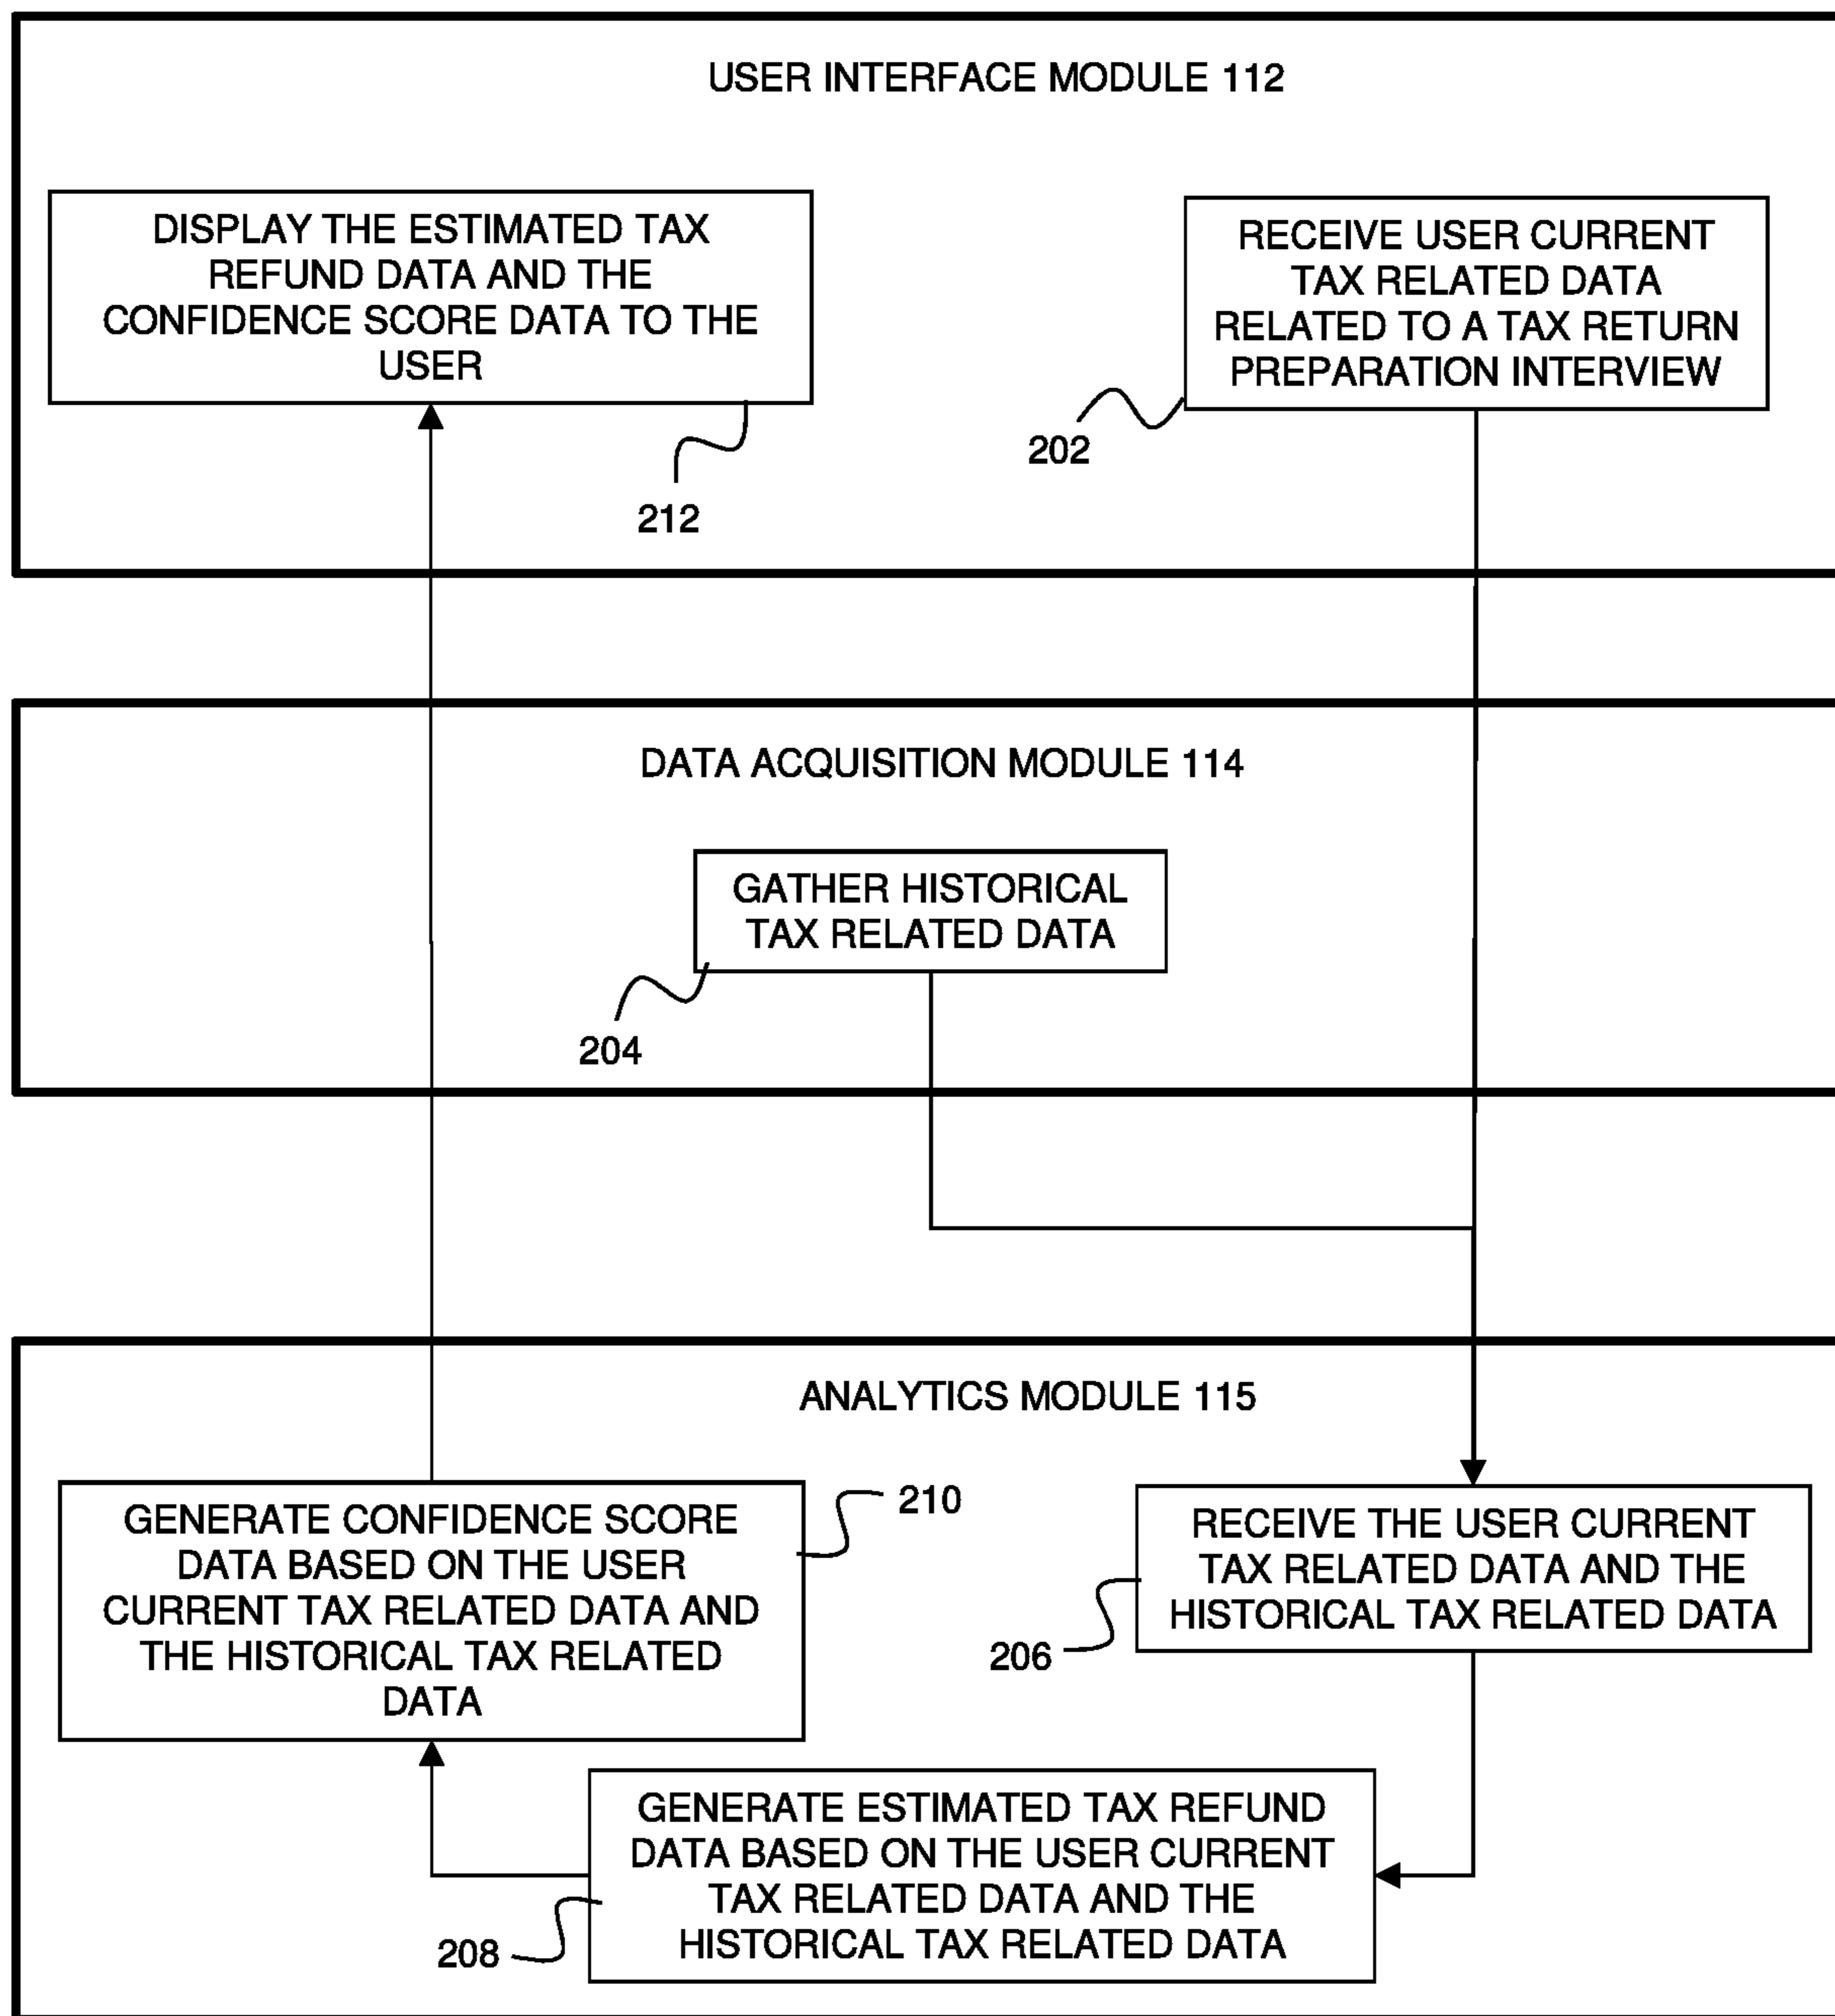 USER INTERFACE MODULE 112
DISPLAY THE ESTIMATED TAX
REFUND DATA AND THE
CONFIDENCE SCORE DATA TO THE
USER
212
RECEIVE USER CURRENT
TAX RELATED DATA
RELATED TO A TAX RETURN
PREPARATION INTERVIEW
202
DATA ACQUISITION MODULE 114
GATHER HISTORICAL
TAX RELATED DATA
204
ANALYTICS MODULE 115
GENERATE CONFIDENCE SCORE
DATA BASED ON THE USER
CURRENT TAX RELATED DATA AND
THE HISTORICAL TAX RELATED
DATA
210
RECEIVE THE USER CURRENT
TAX RELATED DATA AND THE
HISTORICAL TAX RELATED DATA
206
GENERATE ESTIMATED TAX REFUND
DATA BASED ON THE USER CURRENT
TAX RELATED DATA AND THE
HISTORICAL TAX RELATED DATA
208